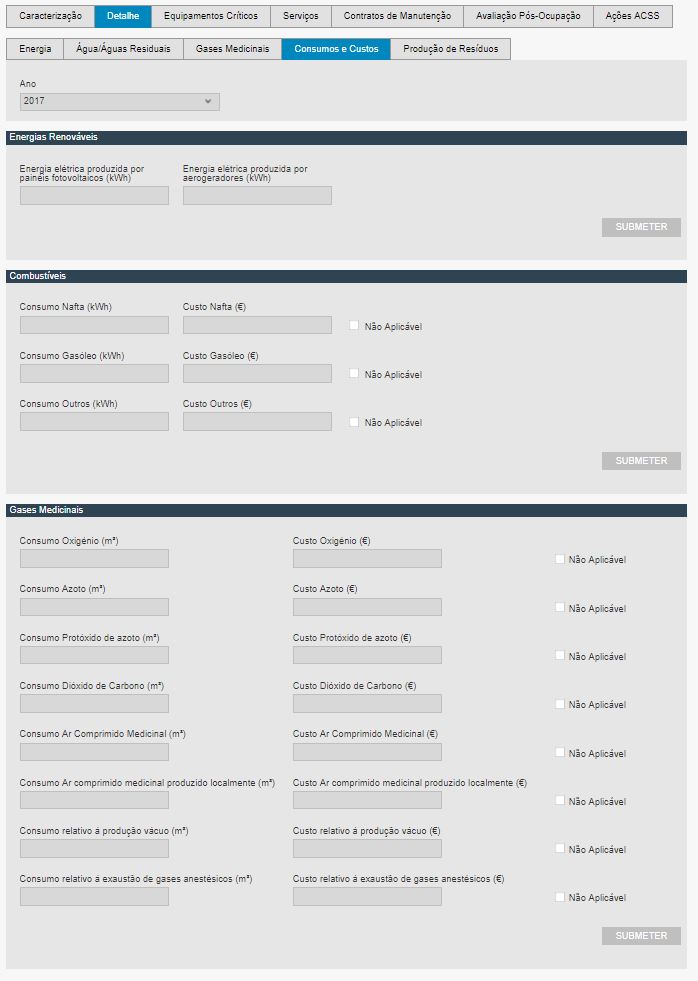 Caracterização Detalhe Equipamentos Críticos Serviços Contratos de Manutenção Avaliação Pós-Ocupação Ações ACSS
Energia Água/Águas Residuais Gases Medicinais Consumos e Custos Produção de Resíduos
Ano
2017
Energias Renováveis
Energia elétrica produzida por painéis fotovoltaicos (kWh)
Energia elétrica produzida por aerogeradores (kWh)
SUBMETER
Combustíveis
Consumo Nafta (kWh) Custo Nafta (€)
Não Aplicável
Consumo Gasóleo (kWh) Custo Gasóleo (€)
Não Aplicável
Consumo Outros (kWh) Custo Outros (€)
Não Aplicável
SUBMETER
Gases Medicinais
Consumo Oxigénio (m³) Custo Oxigénio (€)
Não Aplicável
Consumo Azoto (m³) Custo Azoto (€)
Não Aplicável
Consumo Protóxido de azoto (m³) Custo Protóxido de azoto (€)
Não Aplicável
Consumo Dióxido de Carbono (m³) Custo Dióxido de Carbono (€)
Não Aplicável
Consumo Ar Comprimido Medicinal (m³) Custo Ar Comprimido Medicinal (€)
Não Aplicável
Consumo Ar comprimido medicinal produzido localmente (m³) Custo Ar comprimido medicinal produzido localmente (€)
Não Aplicável
Consumo relativo á produção vácuo (m³) Custo relativo á produção vácuo (€)
Não Aplicável
Consumo relativo á exaustão de gases anestésicos (m³) Custo relativo á exaustão de gases anestésicos (€)
Não Aplicável
SUBMETER